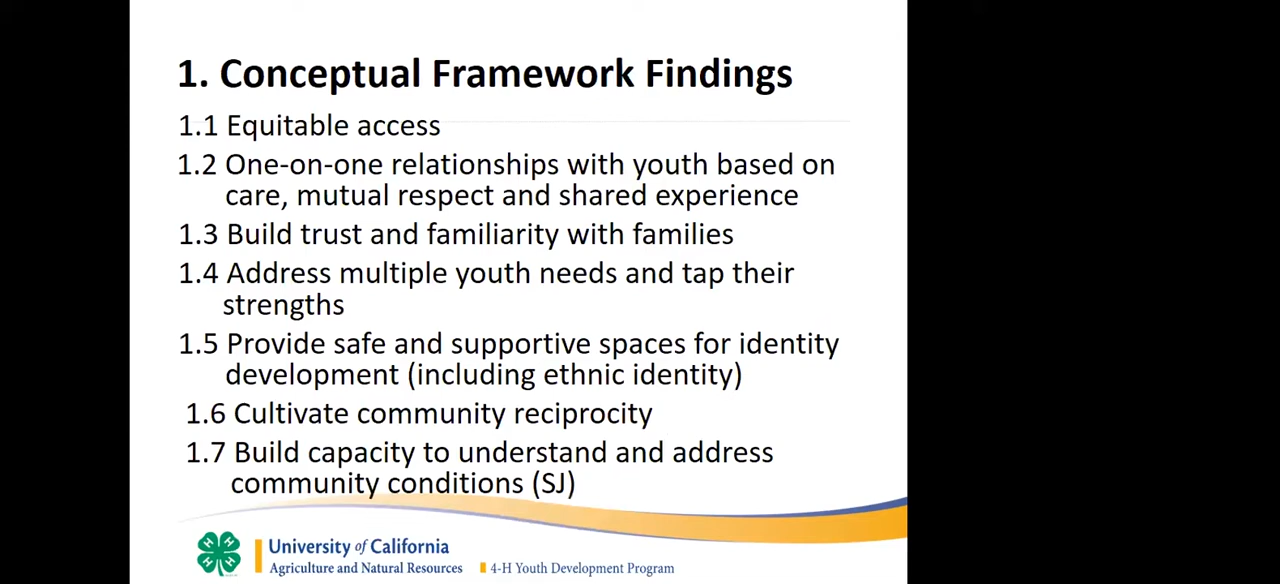 1. Conceptual Framework Findings
1.1 Equitable access
1.2 One-on-one relationships with youth based on
care, mutual respect and shared experience
1.3 Build trust and familiarity with families
1.4 Address multiple youth needs and tap their
strengths
1.5 Provide safe and supportive spaces for identity
development (including ethnic identity)
1.6 Cultivate community reciprocity
1.7 Build capacity to understand and address
community conditions (SJ)
H H H H
University of California
Agriculture and Natural Resources
4-H Youth Development Program